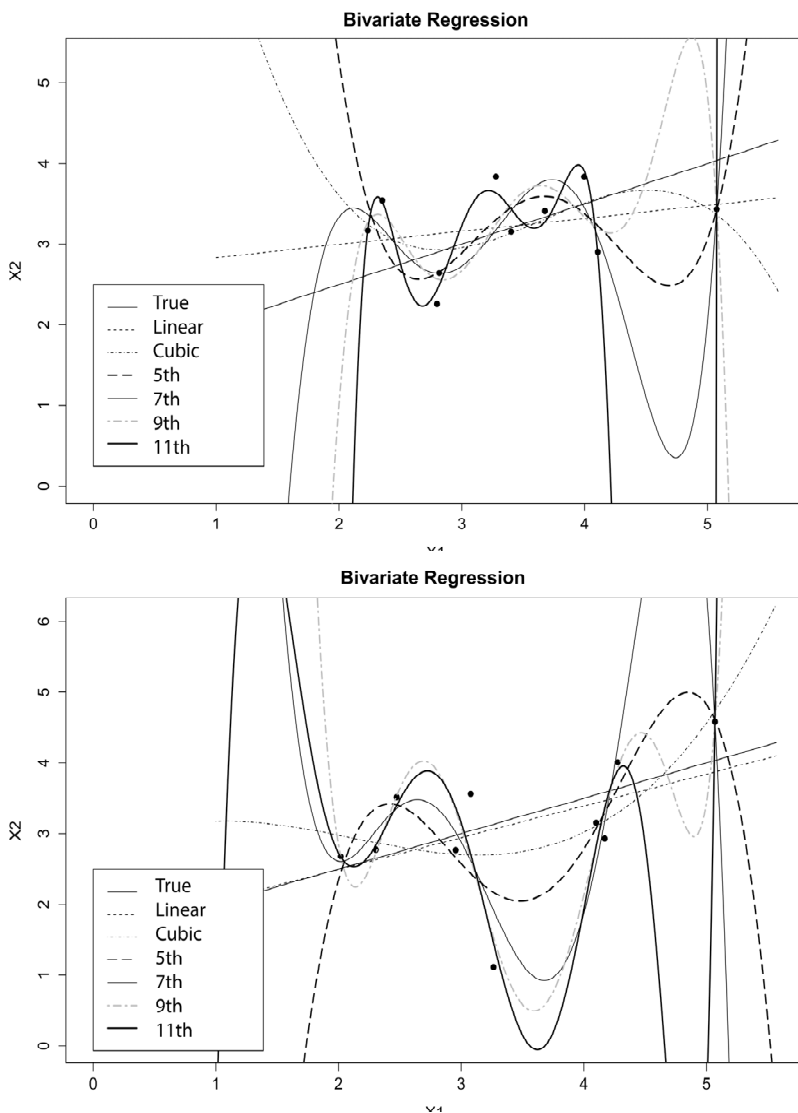 Bivariate Regression
5
4
3
2
1
0
X2
True
Linear
Cubic
5th
7th
9th
11th
0 1 2 3 4 5
X1
Bivariate Regression
6
5
4
3
2
1
0
X2
True
Linear
Cubic
5th
7th
9th
11th
0 1 2 3 4 5
X1